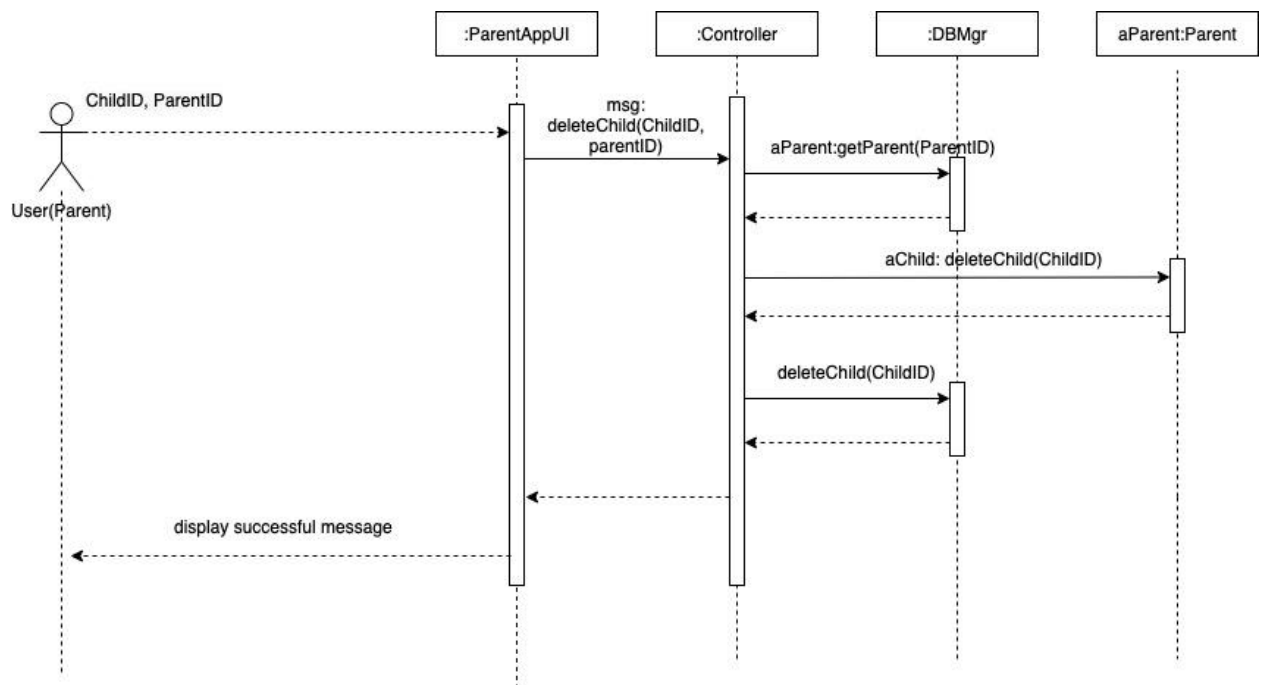 :ParentAppUI
:Controller
:DBMgr
aParent:Parent
ChildID, ParentID
msg:
deleteChild(ChildID,
parentID)
aParent:getParent(ParentID)
User(Parent)
aChild: deleteChild(ChildID)
deleteChild(ChildID)
display successful message